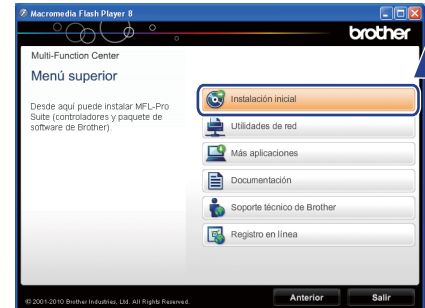 Macromedia Flash Player 8
brother
Multi-Function Center
Menú superior
Desde aquí puede instalar MFL-Pro
Suite (controladores y paquete de
software de Brother).
Instalación inicial
Utilidades de red
Más aplicaciones
Documentación
Soporte técnico de Brother
Registro en línea
© 2001-2010 Brother Industries, Ltd. All Rights Reserved.
Anterior
Salir